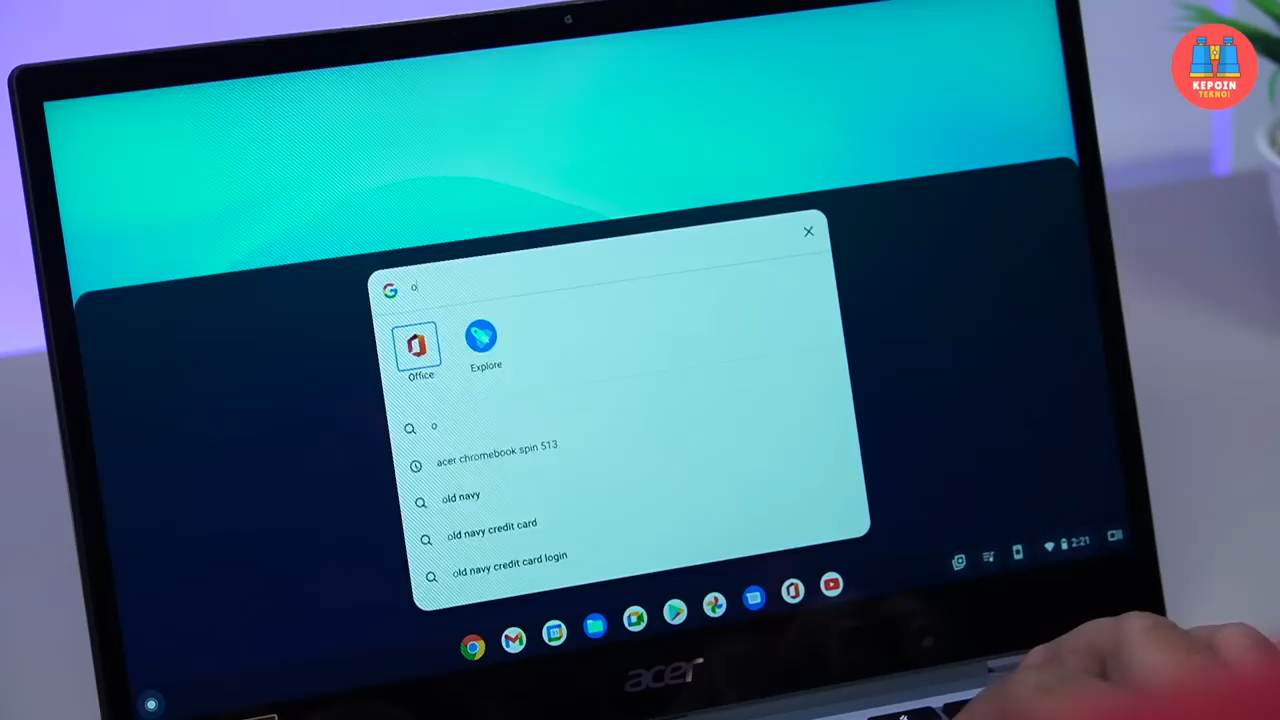 KEPOIN
TEKNO!
o
Office
Explore
o
acer chromebook spin 513
old navy
old navy credit card
old navy credit card login
2:21
acer